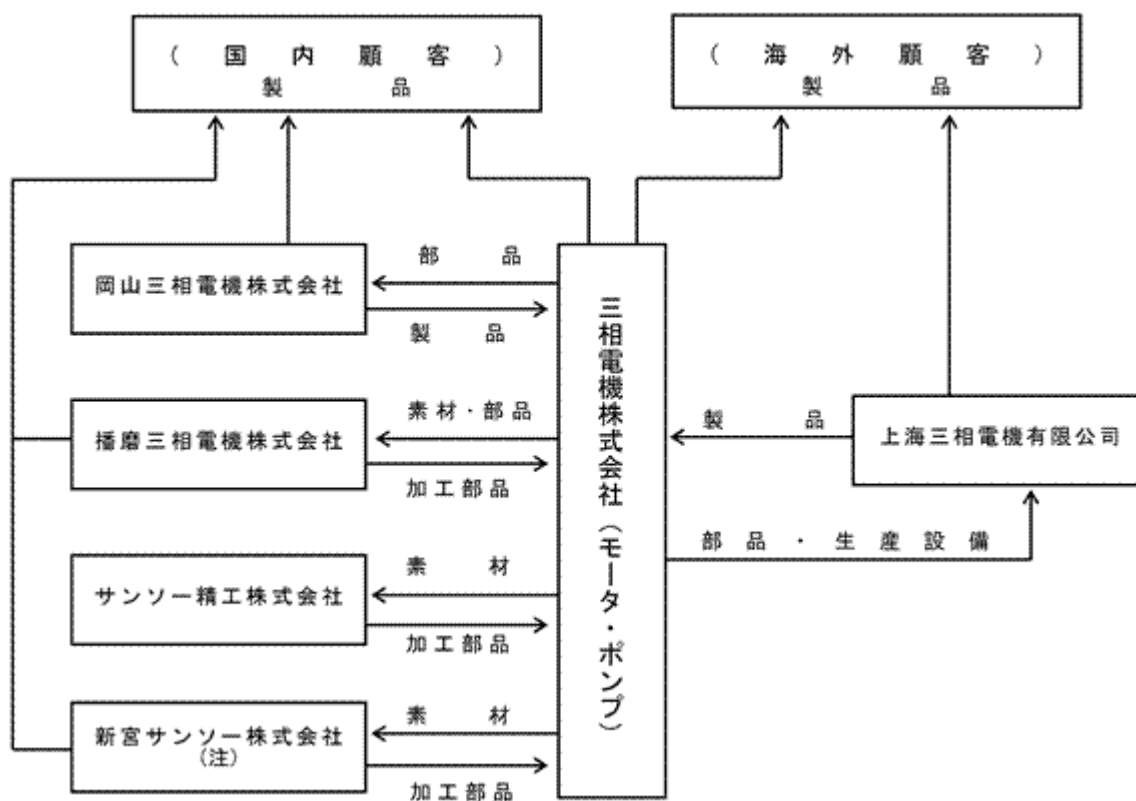 (国内顧客)
製品
(海外顧客)
製品
岡山三相電機株式会社
部品
製品
播磨三相電機株式会社
素材・部品
加工部品
サンソー精工株式会社
素材
加工部品
新宮サンソー株式会社
(注)
素材
加工部品
三相電機株式会社(モータ・ポンプ)
製品
上海三相電機有限公司
部品・生産設備